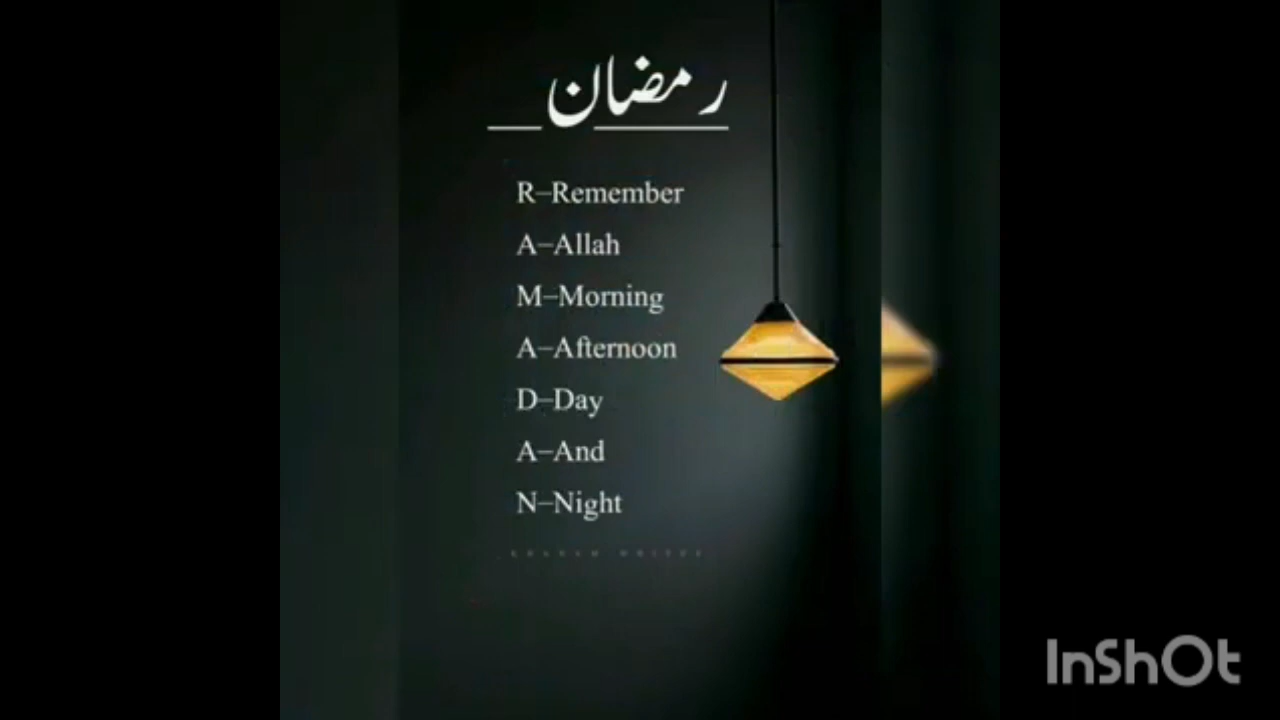 رمضان
R–Remember
A–Allah
M–Morning
A–Afternoon
D–Day
A–And
N–Night
InShOt